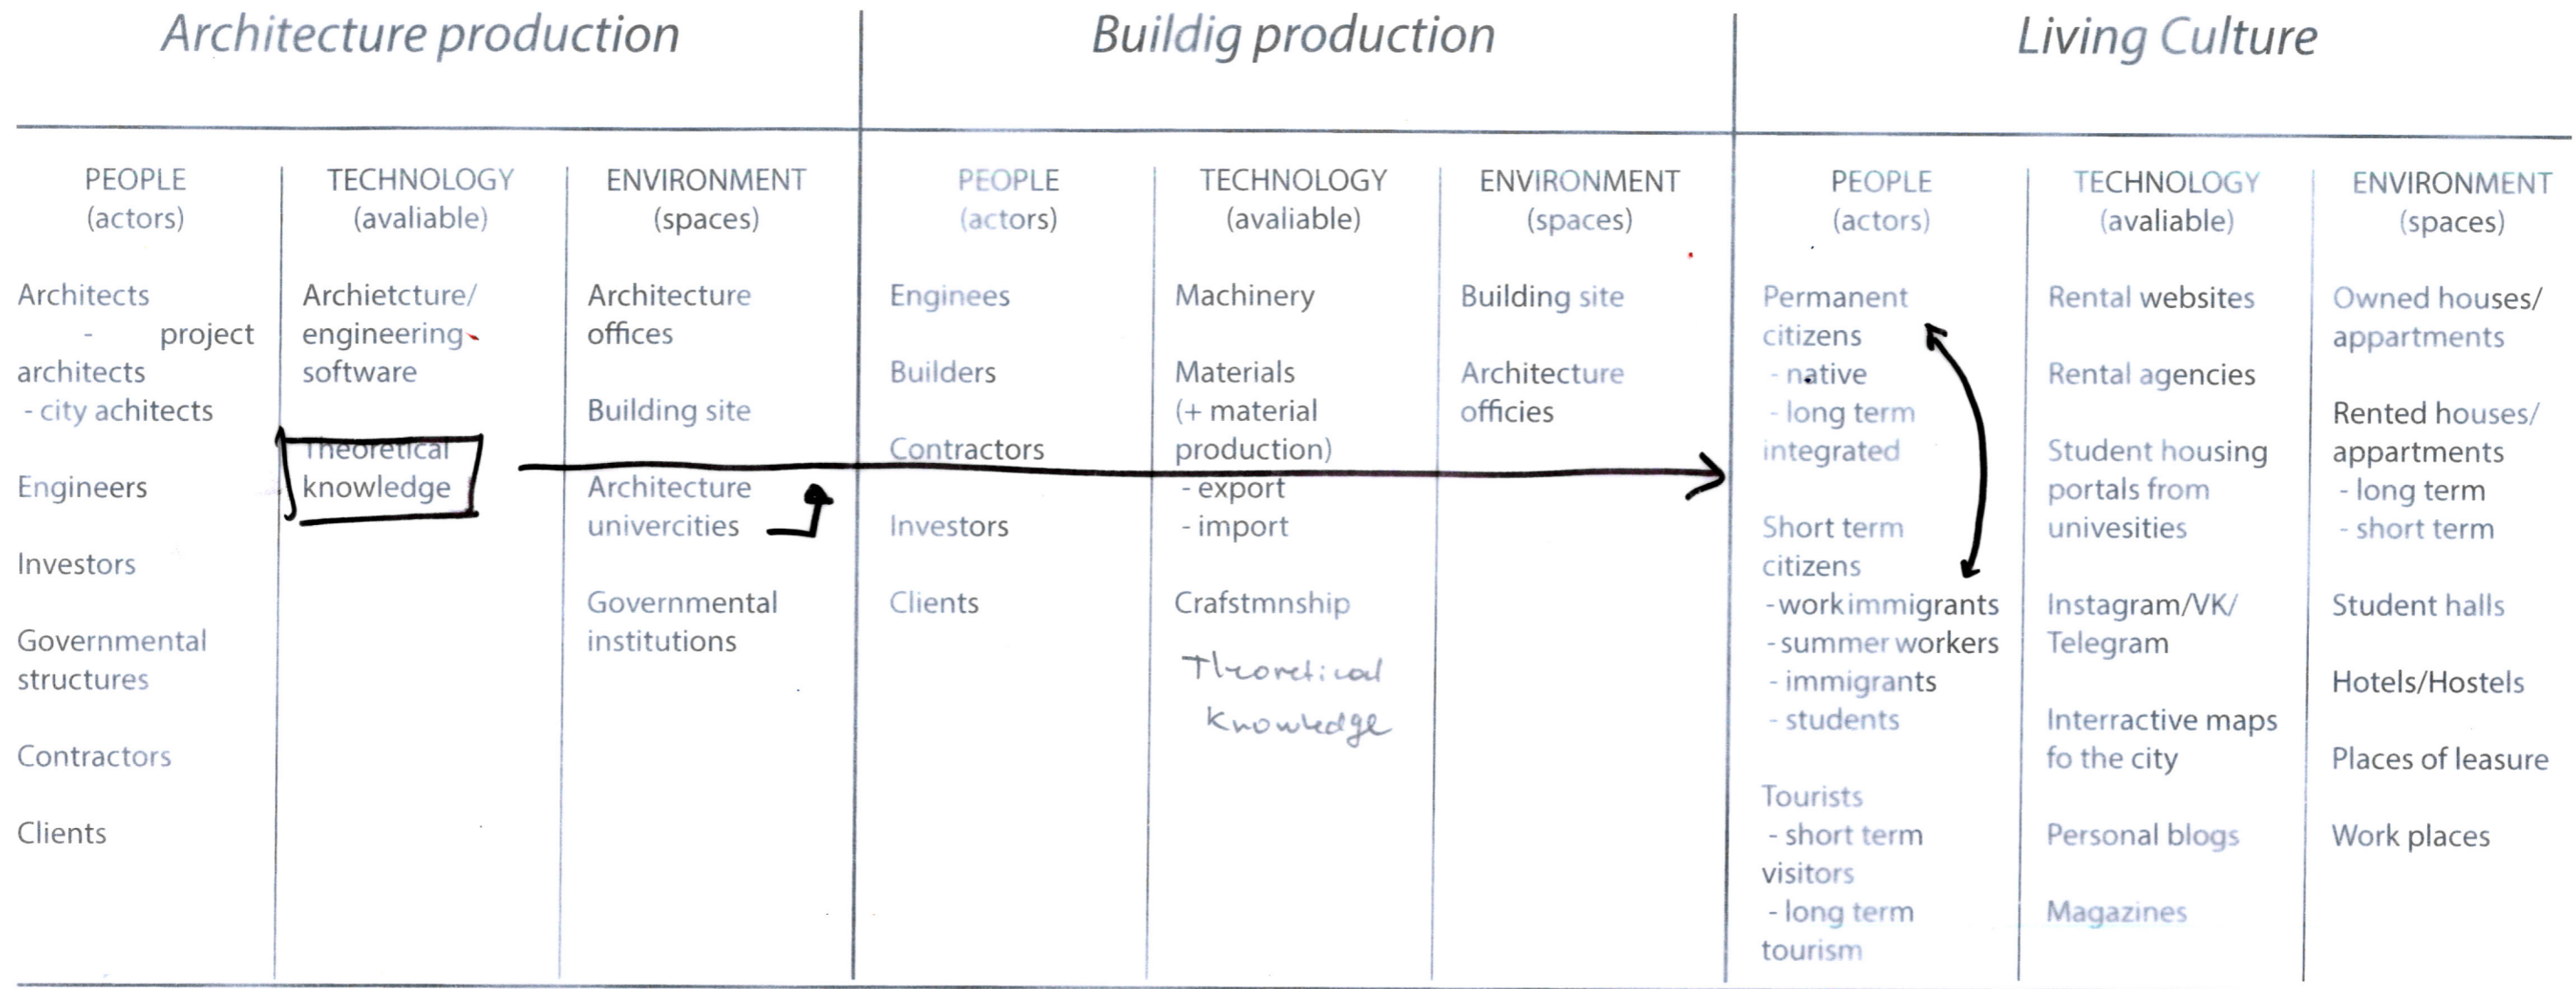 Architecture production
Buildig production
Living Culture
PEOPLE
(actors)
TECHNOLOGY
(avaliable)
ENVIRONMENT
(spaces)
PEOPLE
(actors)
TECHNOLOGY
(avaliable)
ENVIRONMENT
(spaces)
PEOPLE
(actors)
TECHNOLOGY
(avaliable)
ENVIRONMENT
(spaces)
Architects
- project
architects
- city achitects
Engineers
Investors
Governmental
structures
Contractors
Clients
Archietcture/
engineering
software
Theoretical
knowledge
Architecture
offices
Building site
Architecture
univercities
Governmental
institutions
Enginees
Builders
Contractors
Investors
Clients
Machinery
Materials
(+ material
production)
- export
- import
Crafstmnship
Theoretical
Knowledge
Building site
Architecture
officies
Permanent
citizens
- native
- long term
integrated
Short term
citizens
- work immigrants
- summer workers
- immigrants
- students
Tourists
- short term
visitors
- long term
tourism
Rental websites
Rental agencies
Student housing
portals from
univesities
Instagram/VK/
Telegram
Interractive maps
fo the city
Personal blogs
Magazines
Owned houses/
appartments
Rented houses/
appartments
- long term
- short term
Student halls
Hotels/Hostels
Places of leasure
Work places